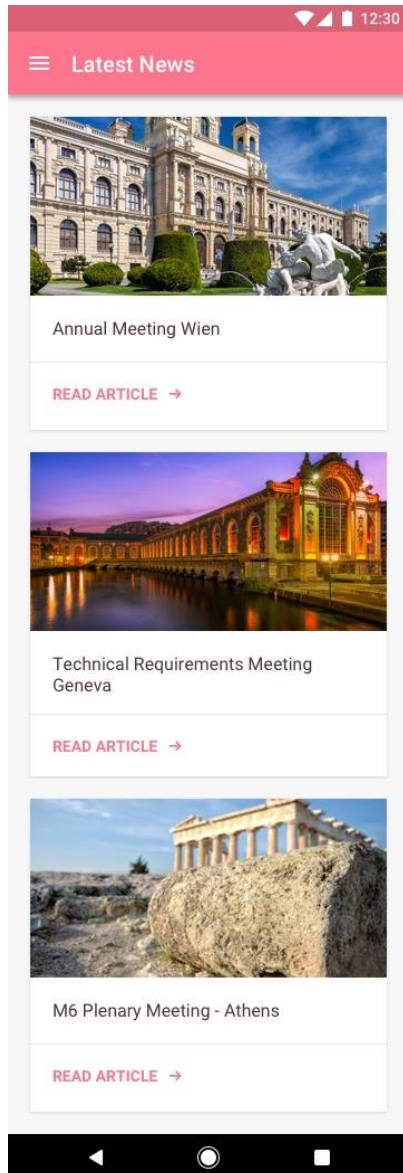 12:30
Latest News
Annual Meeting Wien
READ ARTICLE →
Technical Requirements Meeting
Geneva
READ ARTICLE →
M6 Plenary Meeting - Athens
READ ARTICLE →